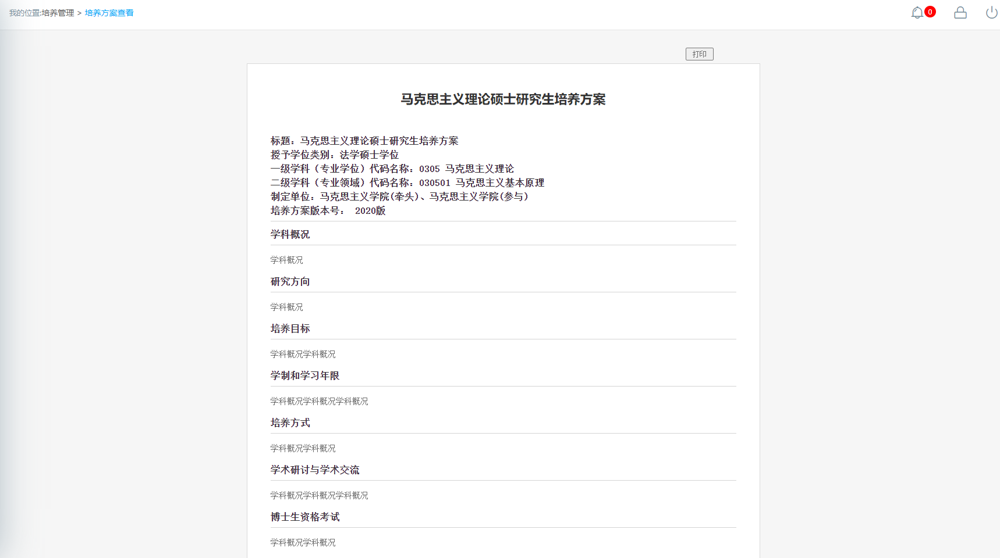 我的位置:培养管理 > 培养方案查看
0
打印
马克思主义理论硕士研究生培养方案
标题：马克思主义理论硕士研究生培养方案
授予学位类别：法学硕士学位
一级学科（专业学位）代码名称：0305 马克思主义理论
二级学科（专业领域）代码名称：030501 马克思主义基本原理
制定单位：马克思主义学院(牵头)、马克思主义学院(参与)
培养方案版本号： 2020版
学科概况
学科概况
研究方向
学科概况
培养目标
学科概况学科概况
学制和学习年限
学科概况学科概况学科概况
培养方式
学科概况学科概况
学术研讨与学术交流
学科概况学科概况学科概况
博士生资格考试
学科概况学科概况